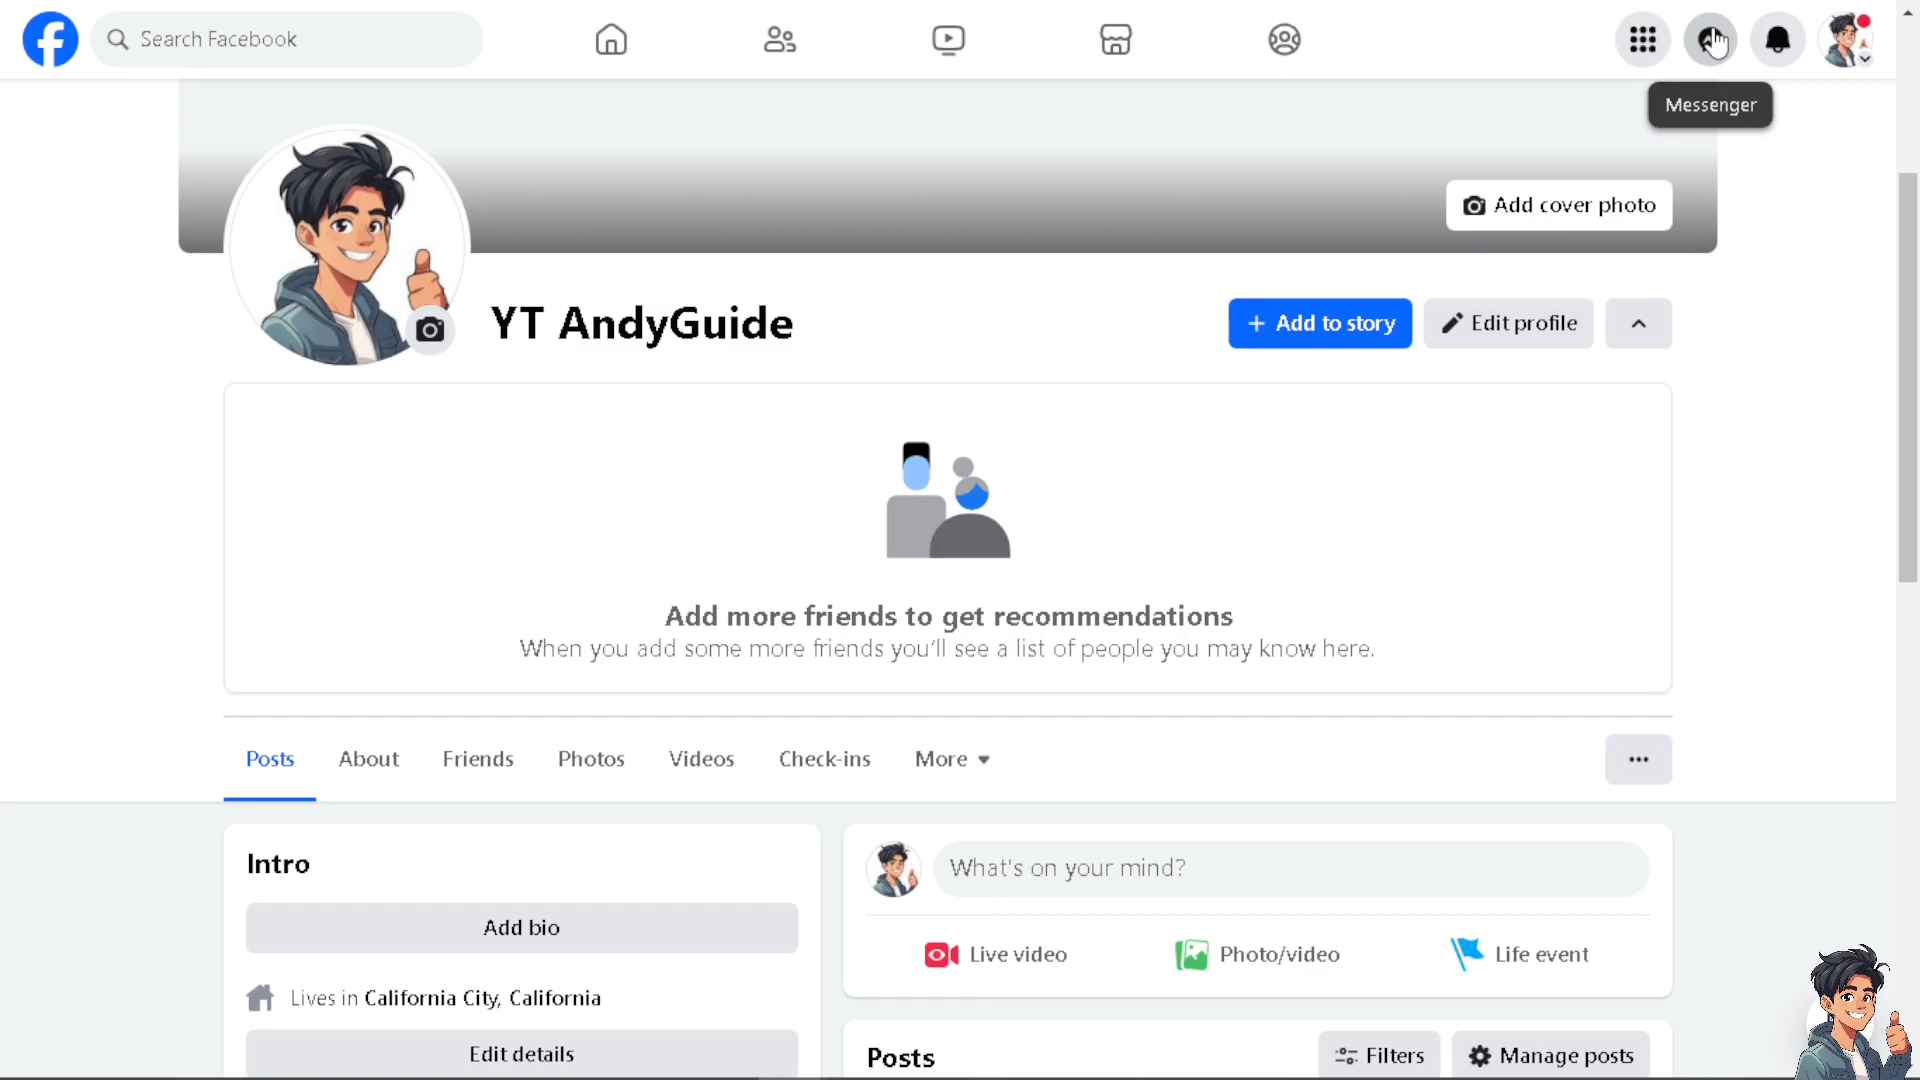 Search Facebook
Messenger
Add cover photo
YT AndyGuide
+ Add to story
Edit profile
Add more friends to get recommendations
When you add some more friends you'll see a list of people you may know here.
Posts
About
Friends
Photos
Videos
Check-ins
More
Intro
Add bio
Lives in California City, California
Edit details
What's on your mind?
Live video
Photo/video
Life event
Posts
Filters
Manage posts